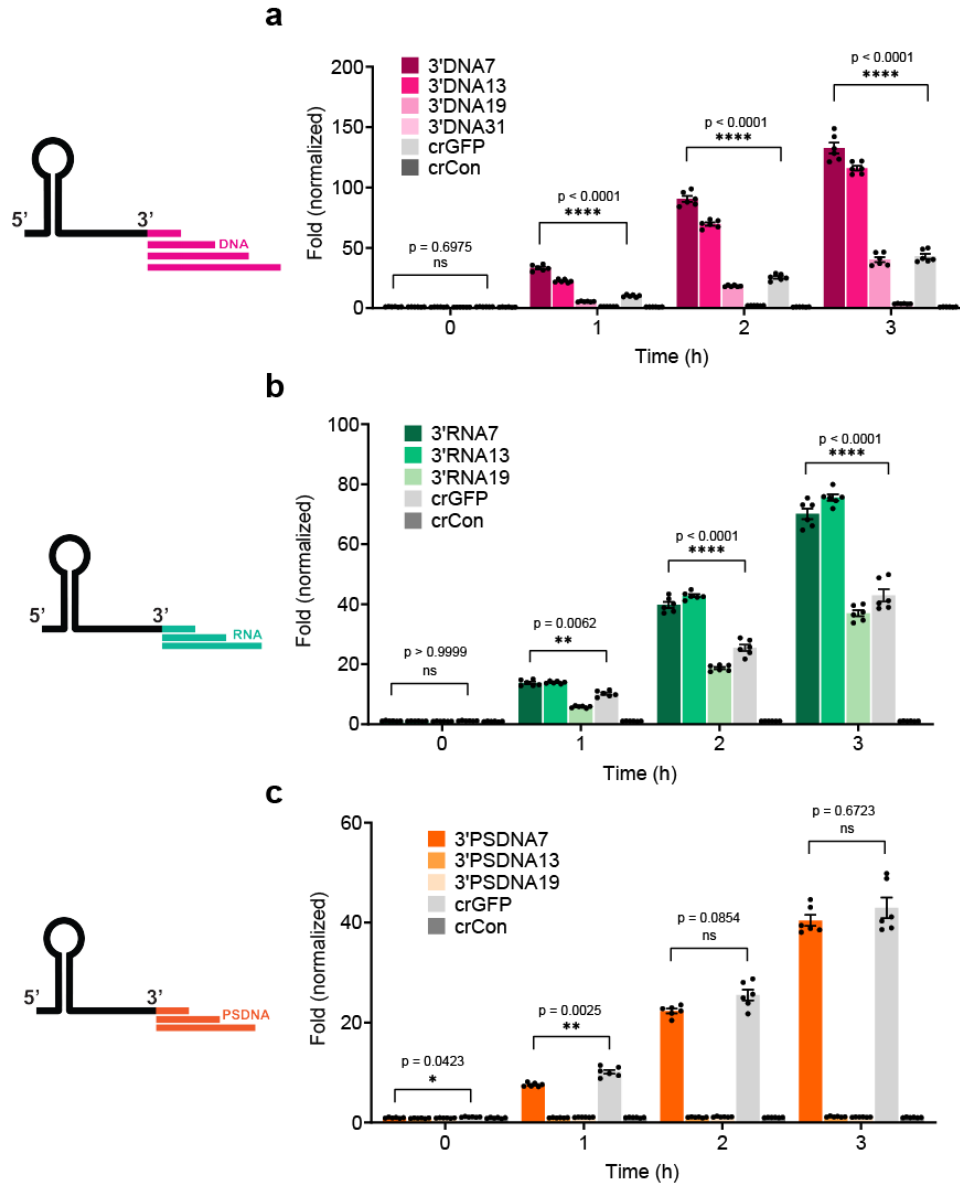 a
200
150
100
50
0
Fold (normalized)
3'DNA7
3'DNA13
3'DNA19
3'DNA31
crGFP
crCon
p = 0.6975
ns
p < 0.0001
****
p < 0.0001
****
p < 0.0001
****
0 1 2 3
Time (h)
5’ 3’
DNA
b
100
80
60
40
20
0
Fold (normalized)
3'RNA7
3'RNA13
3'RNA19
crGFP
crCon
p > 0.9999
ns
p = 0.0062
**
p < 0.0001
****
p < 0.0001
****
0 1 2 3
Time (h)
5’ 3’
RNA
c
60
40
20
0
Fold (normalized)
3'PSDNA7
3'PSDNA13
3'PSDNA19
crGFP
crCon
p = 0.0423
*
p = 0.0025
**
p = 0.0854
ns
p = 0.6723
ns
0 1 2 3
Time (h)
5’ 3’
PSDNA